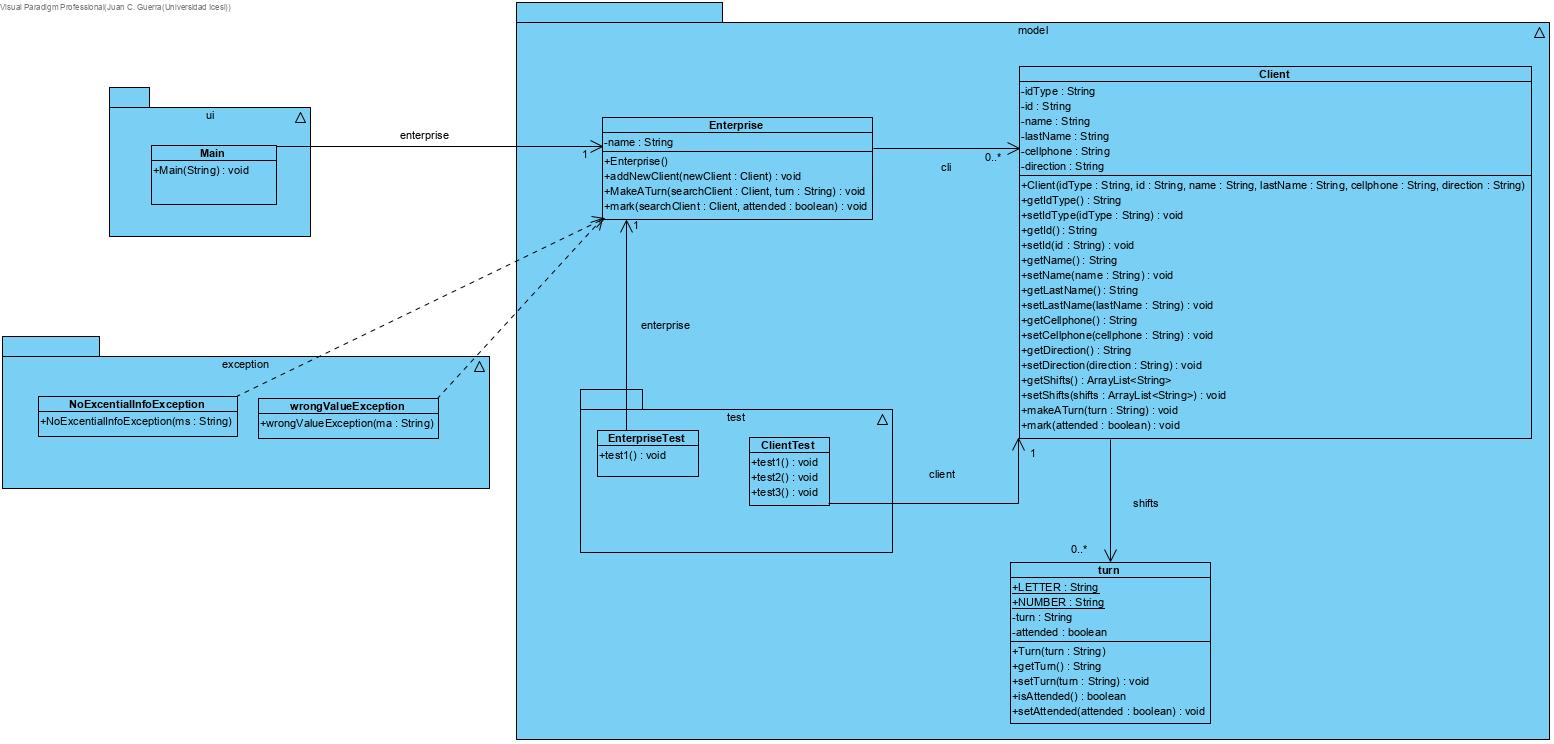 Visual Paradigm Professional(Juan C. Guerra(Universidad Icesi))
model
ui
Main
+Main(String) : void
enterprise
1
Enterprise
-name : String
+Enterprise()
+addNewClient(newClient : Client) : void
+MakeATurn(searchClient : Client, turn : String) : void
+mark(searchClient : Client, attended : boolean) : void
cli
0..*
Client
-idType : String
-id : String
-name : String
-lastName : String
-cellphone : String
-direction : String
+Client(idType : String, id : String, name : String, lastName : String, cellphone : String, direction : String)
+getIdType() : String
+setIdType(idType : String) : void
+getId() : String
+setId(id : String) : void
+getName() : String
+setName(name : String) : void
+getLastName() : String
+setLastName(lastName : String) : void
+getCellphone() : String
+setCellphone(cellphone : String) : void
+getDirection() : String
+setDirection(direction : String) : void
+getShifts() : ArrayList<String>
+setShifts(shifts : ArrayList<String>) : void
+makeATurn(turn : String) : void
+mark(attended : boolean) : void
1
enterprise
exception
NoExcentialInfoException
+NoExcentialInfoException(ms : String)
wrongValueException
+wrongValueException(ma : String)
test
EnterpriseTest
+test1() : void
ClientTest
+test1() : void
+test2() : void
+test3() : void
client
1
shifts
0..*
turn
+LETTER : String
+NUMBER : String
-turn : String
-attended : boolean
+Turn(turn : String)
+getTurn() : String
+setTurn(turn : String) : void
+isAttended() : boolean
+setAttended(attended : boolean) : void